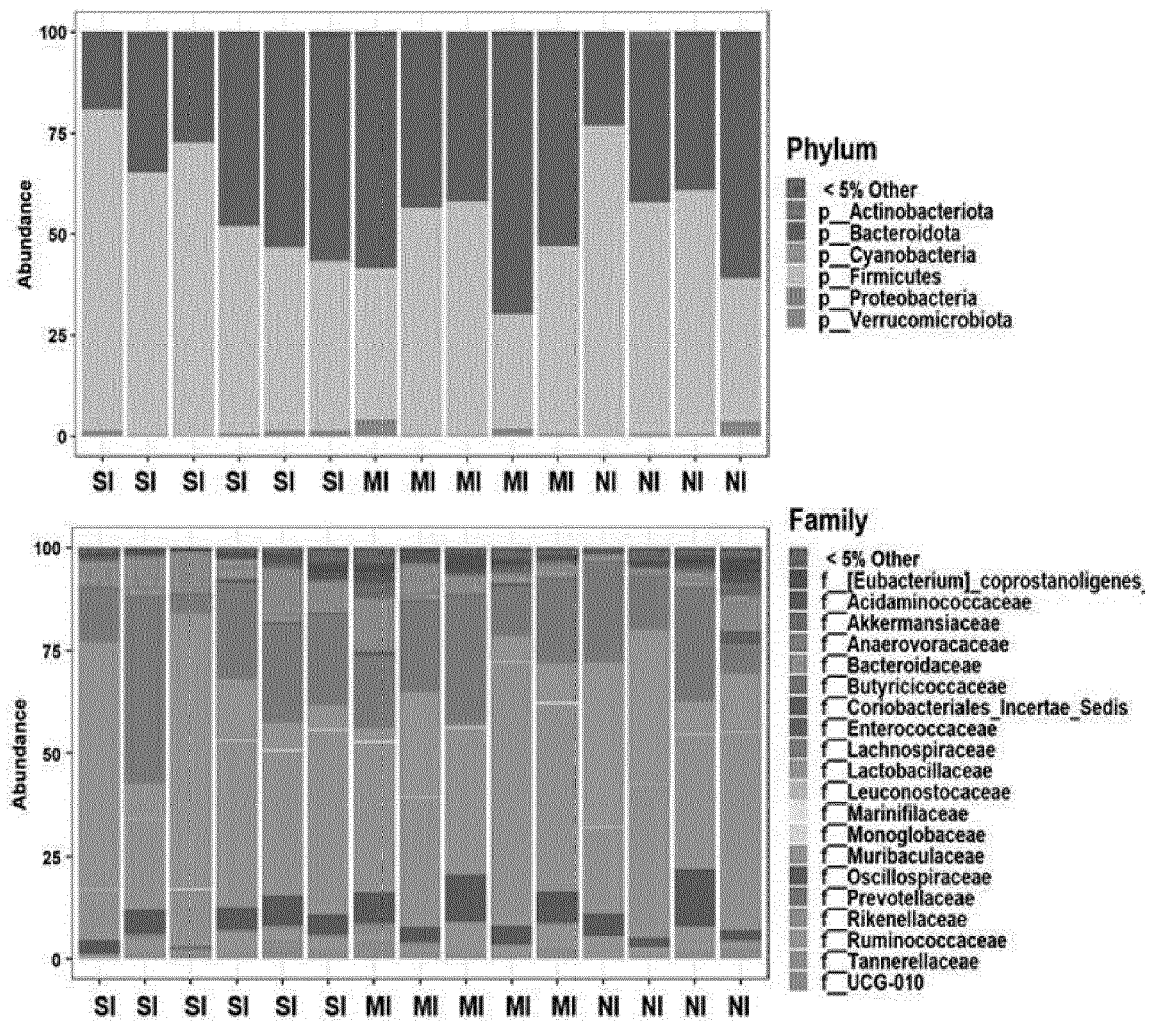 100
75
50
25
0
Abundance
SI SI SI SI SI SI MI MI MI MI MI NI NI NI NI
Phylum
< 5% Other
p__Actinobacteriota
p__Bacteroidota
p__Cyanobacteria
p__Firmicutes
p__Proteobacteria
p__Verrucomicrobiota
100
75
50
25
0
Abundance
SI SI SI SI SI SI MI MI MI MI MI NI NI NI NI
Family
< 5% Other
f__[Eubacterium]_coprostanoligenes_
f__Acidaminococcaceae
f__Akkermansiaceae
f__Anaerovoracaceae
f__Bacteroidaceae
f__Butyricicoccaceae
f__Coriobacteriales_Incertae_Sedis
f__Enterococcaceae
f__Lachnospiraceae
f__Lactobacillaceae
f__Leuconostocaceae
f__Marinifilaceae
f__Monoglobaceae
f__Muribaculaceae
f__Oscillospiraceae
f__Prevotellaceae
f__Rikenellaceae
f__Ruminococcaceae
f__Tannerellaceae
f__UCG-010